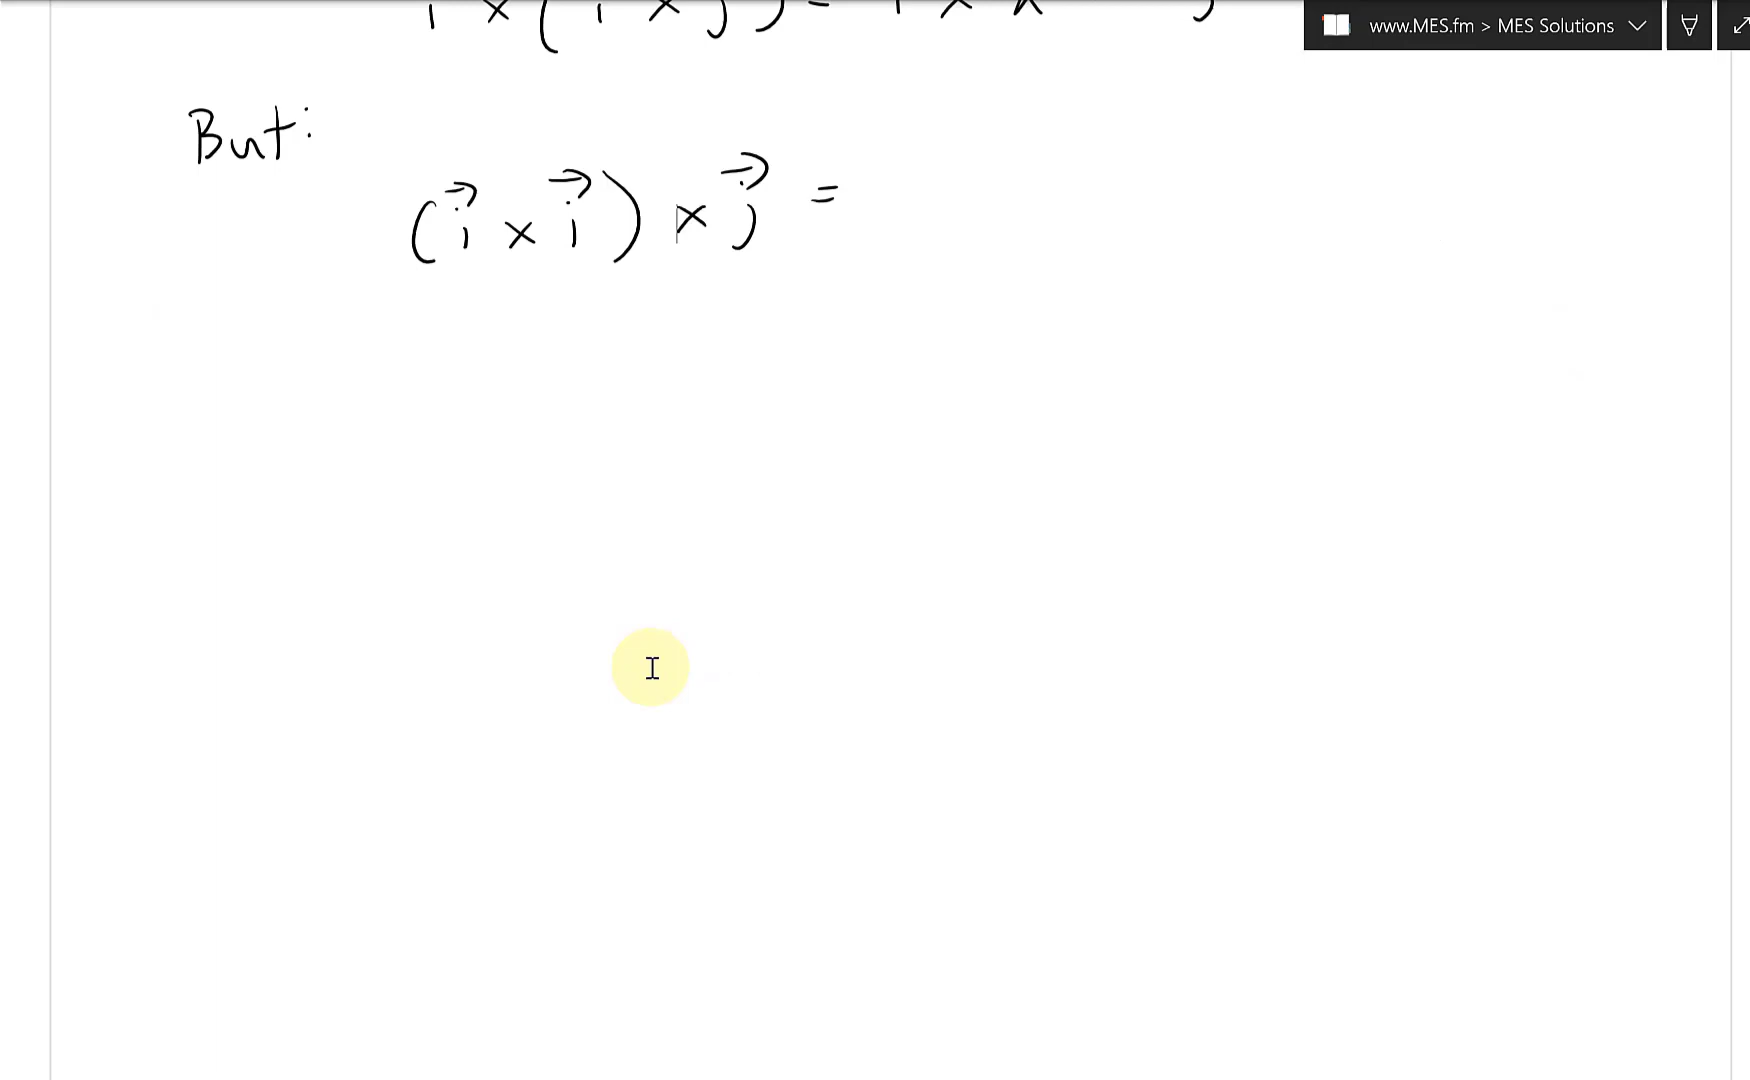 www.MES.fm > MES Solutions
But:
(i⃗ × i⃗) × j⃗ =